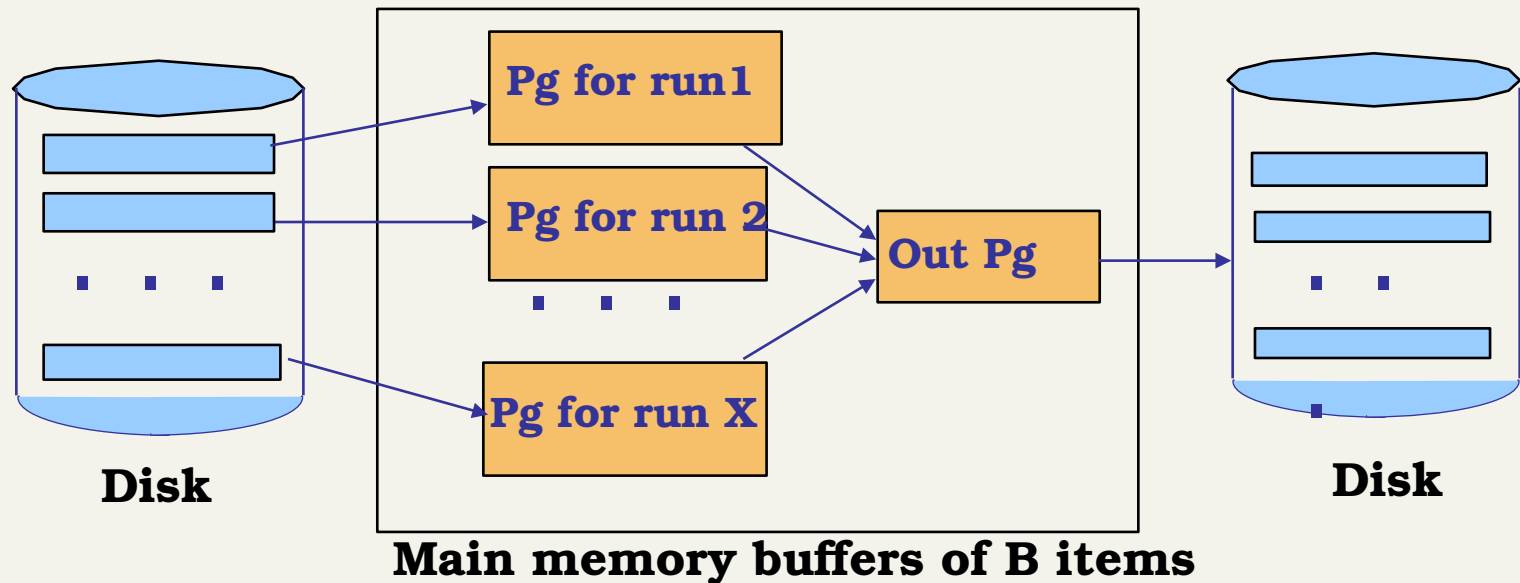 Pg for run1
Pg for run 2
Out Pg
Pg for run X
Disk
Disk
Main memory buffers of B items